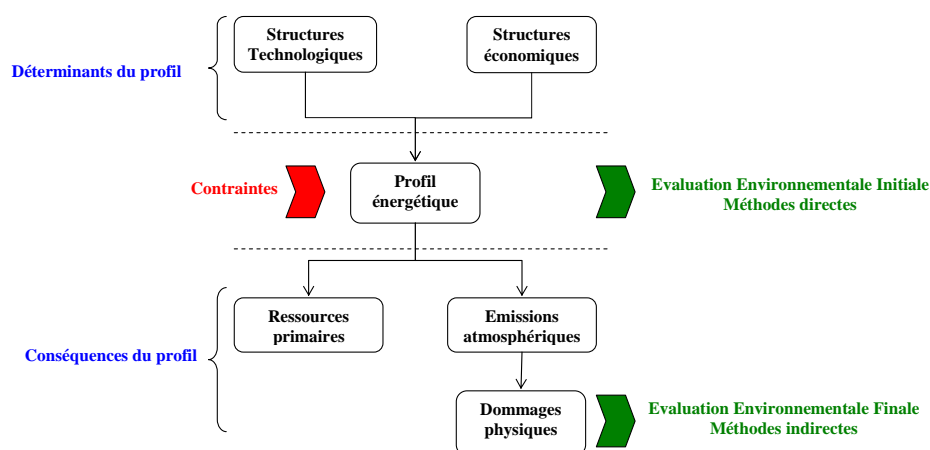 Structures
Technologiques
Structures
économiques
Déterminants du profil
Contraintes
Profil
énergétique
Evaluation Environnementale Initiale
Méthodes directes
Ressources
primaires
Emissions
atmosphériques
Conséquences du profil
Dommages
physiques
Evaluation Environnementale Finale
Méthodes indirectes